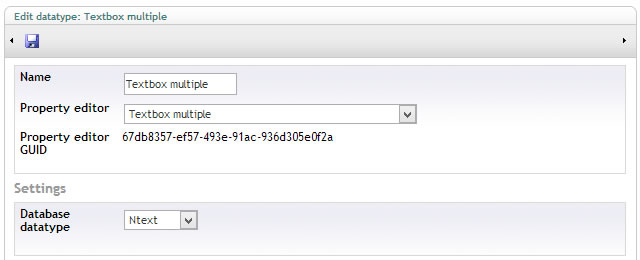 Edit datatype: Textbox multiple
Name
Textbox multiple
Property editor
Textbox multiple
Property editor
GUID
67db8357-ef57-493e-91ac-936d305e0f2a
Settings
Database
datatype
Ntext